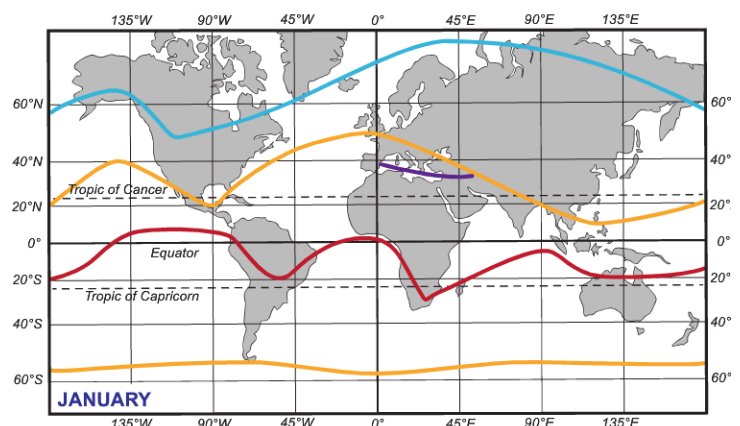 135°W 90°W 45°W 0° 45°E 90°E 135°E
60°N 60°
40°N 40°
Tropic of Cancer
20°N 20°
0° 0°
Equator
20°S 20°
Tropic of Capricorn
40°S 40°
60°S 60°
JANUARY
135°W 90°W 45°W 0° 45°E 90°E 135°E